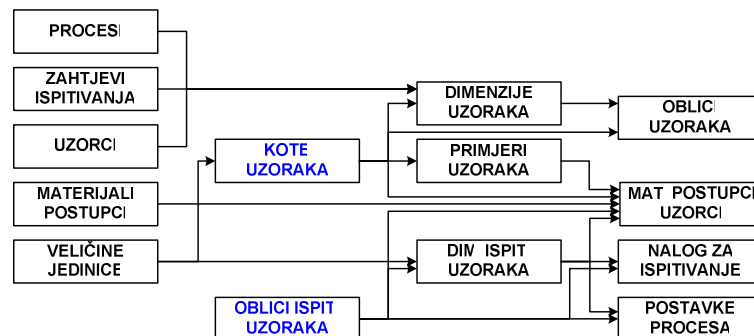 PROCESI
ZAHTJEVI
ISPITIVANJA
UZORCI
MATERIJALI
POSTUPCI
VELIČINE
JEDINICE
KOTE
UZORAKA
OBLICI ISPIT
UZORAKA
DIMENZIJE
UZORAKA
PRIMJERI
UZORAKA
DIM ISPIT
UZORAKA
OBLICI
UZORAKA
MAT POSTUPCI
UZORCI
NALOG ZA
ISPITIVANJE
POSTAVKE
PROCESA